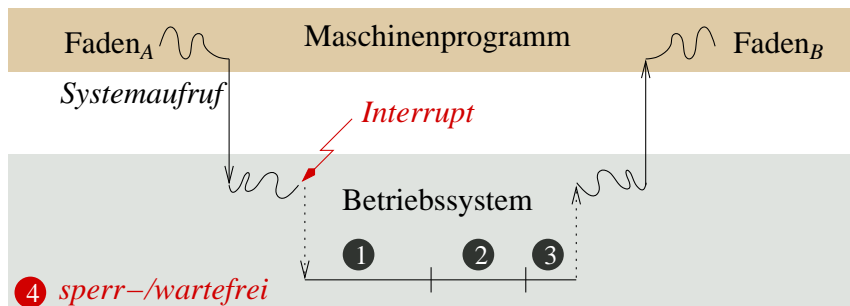 Faden_A Maschinenprogramm Faden_B
Systemaufruf
Interrupt
Betriebssystem
1 2 3
4 sperr−/wartefrei